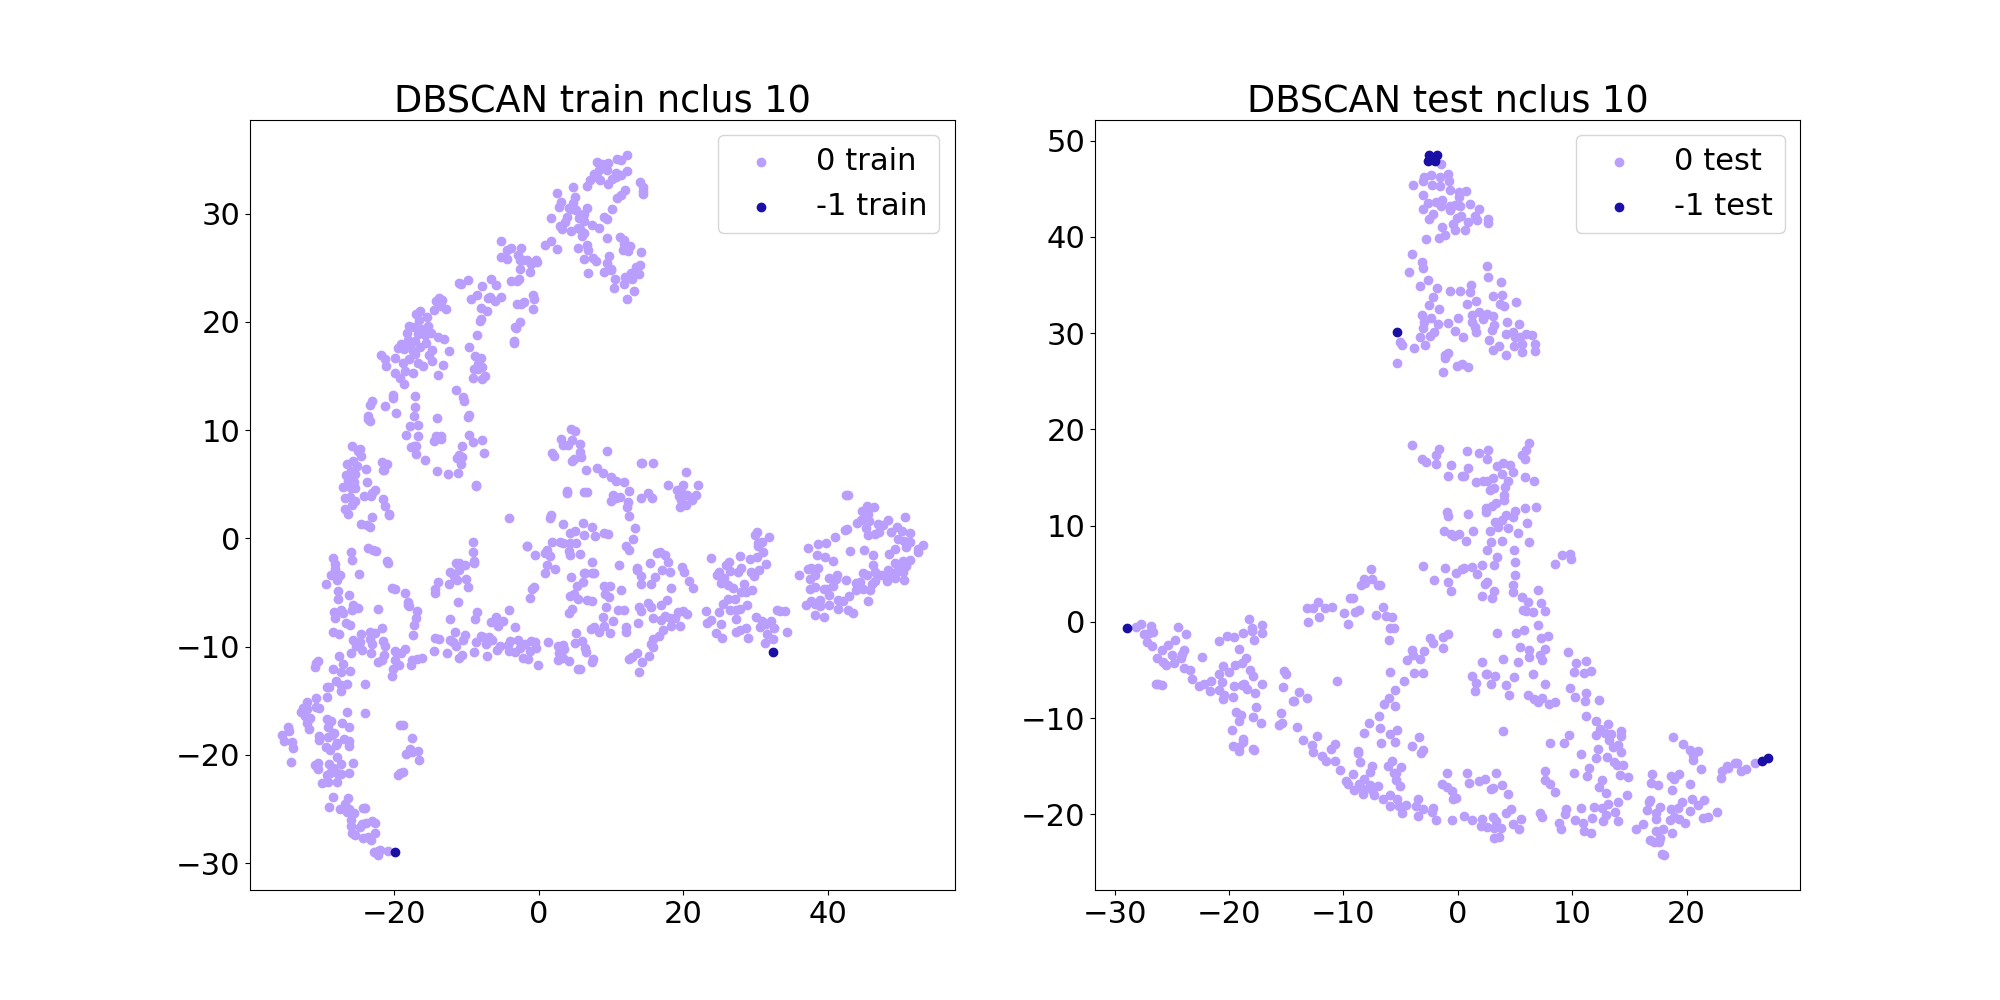 DBSCAN train nclus 10
0 train
-1 train
30
20
10
0
−10
−20
−30
−20 0 20 40
DBSCAN test nclus 10
0 test
-1 test
50
40
30
20
10
0
−10
−20
−30 −20 −10 0 10 20